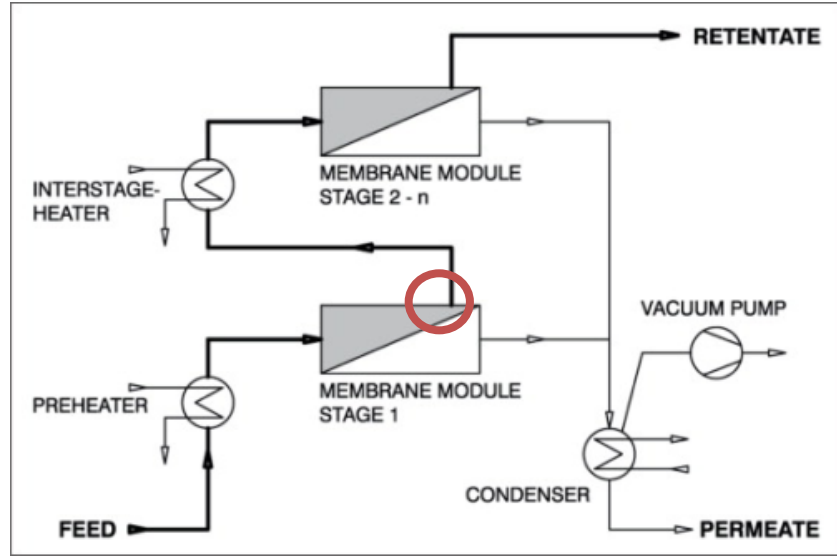 RETENTATE
MEMBRANE MODULE
STAGE 2 - n
INTERSTAGE-
HEATER
VACUUM PUMP
MEMBRANE MODULE
STAGE 1
PREHEATER
CONDENSER
FEED
PERMEATE